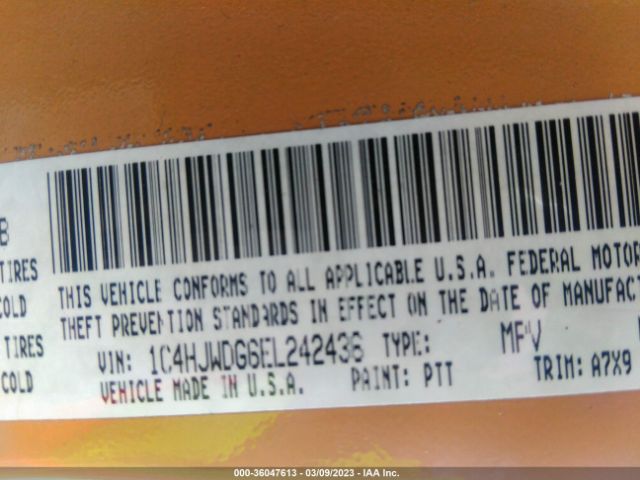 B
TIRES
COLD
TIRES
COLD
THIS VEHICLE CONFORMS TO ALL APPLICABLE U.S.A. FEDERAL MOTOR
THEFT PREVENTION STANDARDS IN EFFECT ON THE DATE OF MANUFACT
VIN: 1C4HJWDG6EL242436 TYPE: MPV
VEHICLE MADE IN U.S.A. PAINT: PTT TRIM: A7X9
000-36047613 - 03/09/2023 - IAA Inc.